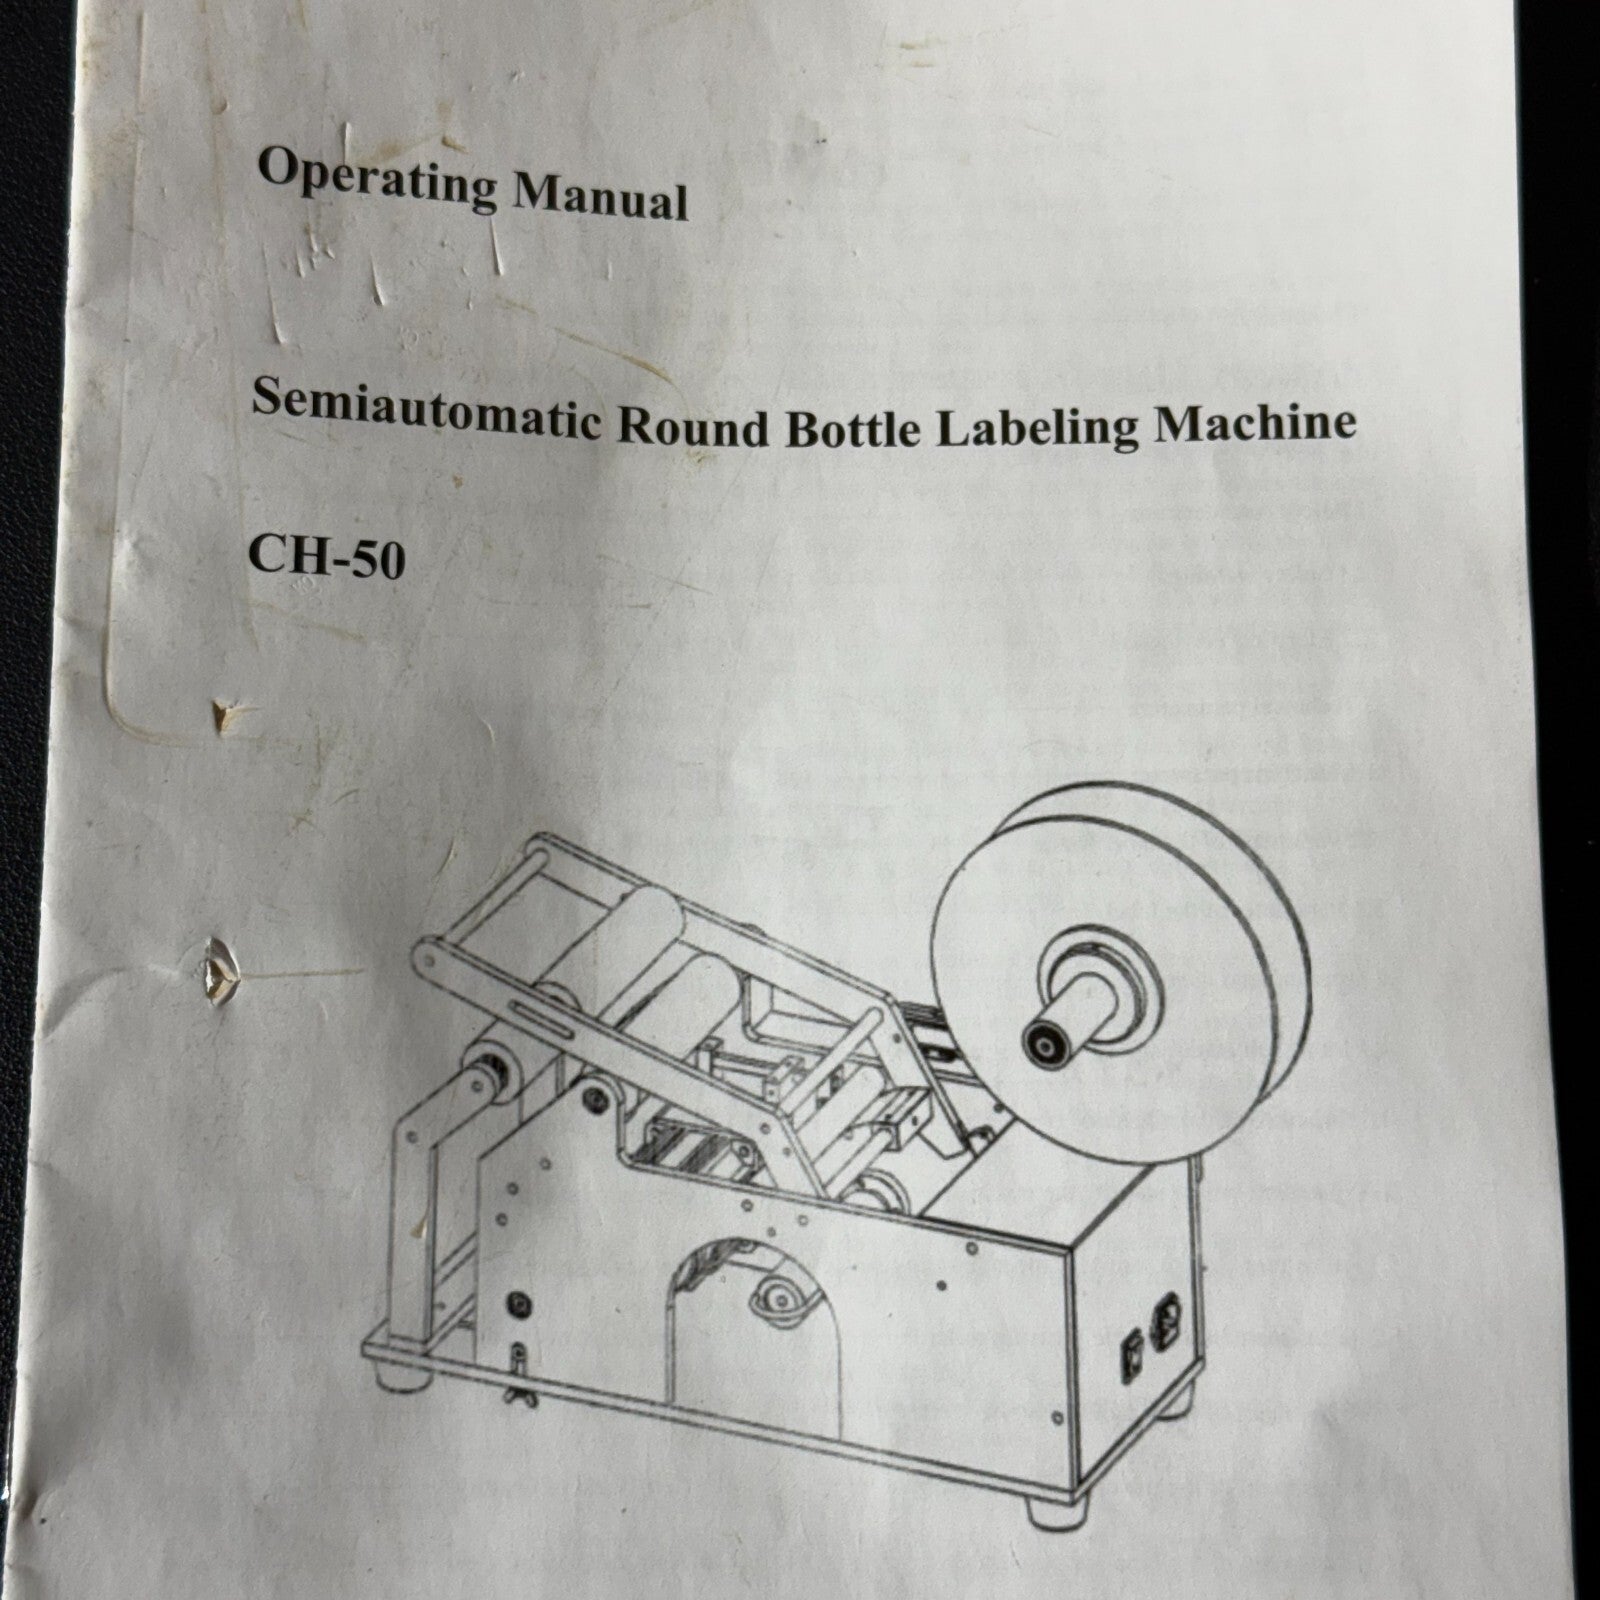 Operating Manual
Semiautomatic Round Bottle Labeling Machine
CH-50